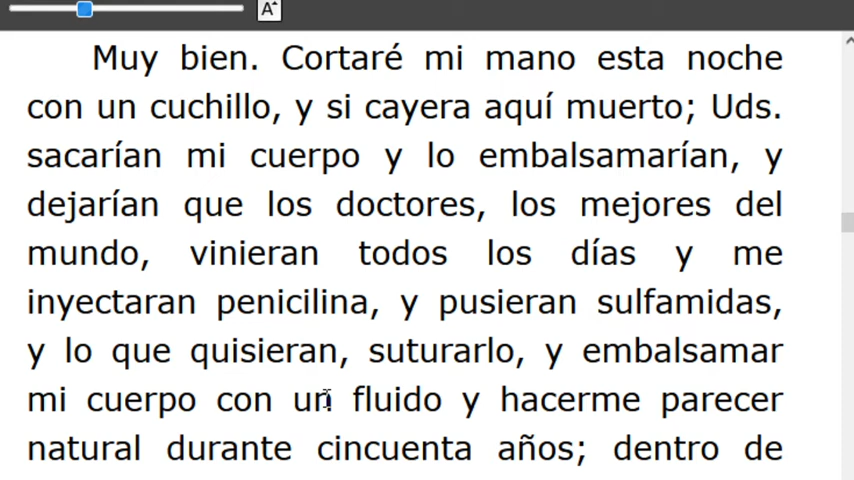 A
Muy bien. Cortaré mi mano esta noche
con un cuchillo, y si cayera aquí muerto; Uds.
sacarían mi cuerpo y lo embalsamarían, y
dejarían que los doctores, los mejores del
mundo, vinieran todos los días y me
inyectaran penicilina, y pusieran sulfamidas,
y lo que quisieran, suturarlo, y embalsamar
mi cuerpo con un fluido y hacerme parecer
natural durante cincuenta años; dentro de